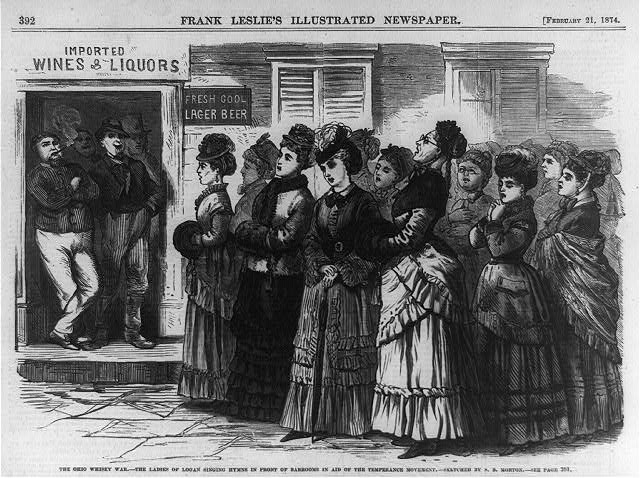 392
FRANK LESLIE'S ILLUSTRATED NEWSPAPER.
[FEBRUARY 21, 1874.
IMPORTED
WINES & LIQUORS
FRESH COOL
LAGER BEER
THE OHIO WHISKY WAR.—THE LADIES OF LOGAN SINGING HYMNS IN FRONT OF BARROOMS IN AID OF THE TEMPERANCE MOVEMENT.—SKETCHED BY S. B. MORTON.—SEE PAGE